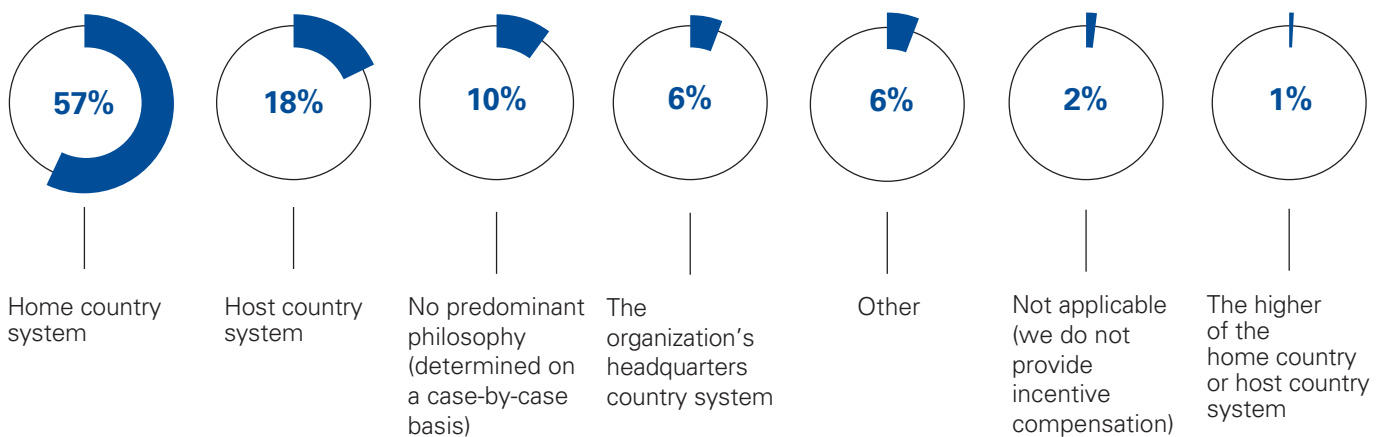 57%
18%
10%
6%
6%
2%
1%
Home country
system
Host country
system
No predominant
philosophy
(determined on
a case-by-case
basis)
The
organization’s
headquarters
country system
Other
Not applicable
(we do not
provide
incentive
compensation)
The higher
of the
home country
or host country
system